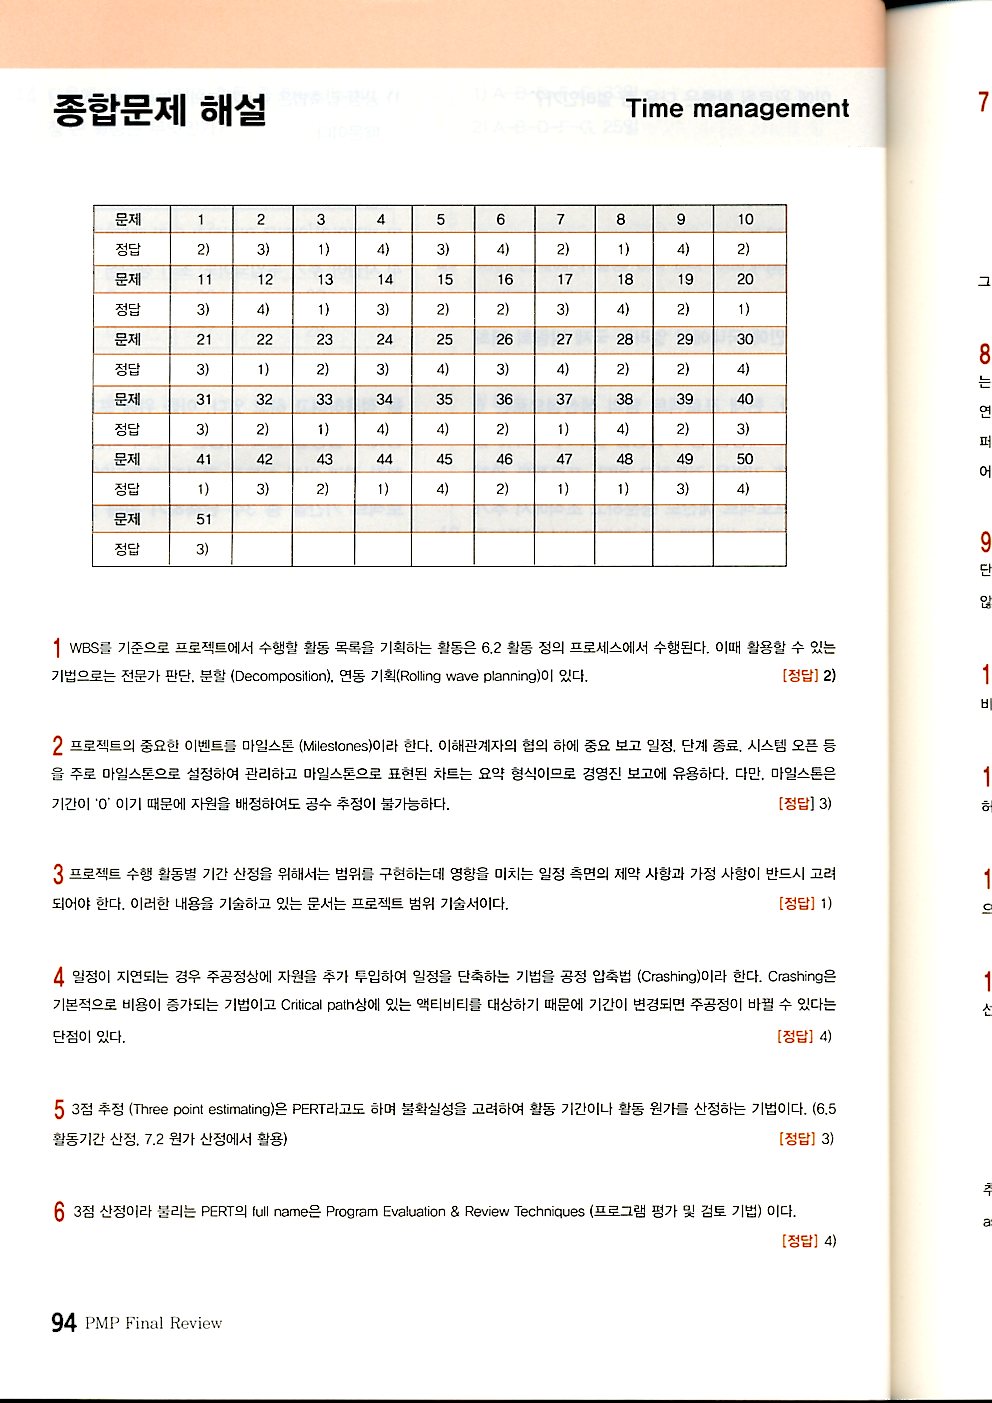 종합문제 해설
Time management
문제 1 2 3 4 5 6 7 8 9 10
정답 2) 3) 1) 4) 3) 4) 2) 1) 4) 2)
문제 11 12 13 14 15 16 17 18 19 20
정답 3) 4) 1) 3) 2) 2) 3) 4) 2) 1)
문제 21 22 23 24 25 26 27 28 29 30
정답 3) 1) 2) 3) 4) 3) 4) 2) 2) 4)
문제 31 32 33 34 35 36 37 38 39 40
정답 3) 2) 1) 4) 4) 2) 1) 4) 2) 3)
문제 41 42 43 44 45 46 47 48 49 50
정답 1) 3) 2) 1) 4) 2) 1) 1) 3) 4)
문제 51
정답 3)
1 WBS를 기준으로 프로젝트에서 수행할 활동 목록을 기획하는 활동은 6.2 활동 정의 프로세스에서 수행된다. 이때 활용할 수 있는
기법으로는 전문가 판단, 분할 (Decomposition), 연동 기획(Rolling wave planning)이 있다. [정답] 2)
2 프로젝트의 중요한 이벤트를 마일스톤 (Milestones)이라 한다. 이해관계자의 협의 하에 중요 보고 일정, 단계 종료, 시스템 오픈 등
을 주로 마일스톤으로 설정하여 관리하고 마일스톤으로 표현된 차트는 요약 형식이므로 경영진 보고에 유용하다. 다만, 마일스톤은
기간이 '0' 이기 때문에 자원을 배정하여도 공수 추정이 불가능하다. [정답] 3)
3 프로젝트 수행 활동별 기간 산정을 위해서는 범위를 구현하는데 영향을 미치는 일정 측면의 제약 사항과 가정 사항이 반드시 고려
되어야 한다. 이러한 내용을 기술하고 있는 문서는 프로젝트 범위 기술서이다. [정답] 1)
4 일정이 지연되는 경우 주공정상에 자원을 추가 투입하여 일정을 단축하는 기법을 공정 압축법 (Crashing)이라 한다. Crashing은
기본적으로 비용이 증가되는 기법이고 Critical path상에 있는 액티비티를 대상하기 때문에 기간이 변경되면 주공정이 바뀔 수 있다는
단점이 있다. [정답] 4)
5 3점 추정 (Three point estimating)은 PERT라고도 하며 불확실성을 고려하여 활동 기간이나 활동 원가를 산정하는 기법이다. (6.5
활동기간 산정, 7.2 원가 산정에서 활용) [정답] 3)
6 3점 산정이라 불리는 PERT의 full name은 Program Evaluation & Review Techniques (프로그램 평가 및 검토 기법) 이다.
[정답] 4)
94 PMP Final Review
7
그
8
는
연
퍼
어
9
단
않
1
비
1
허
1
으
1
선
추
as